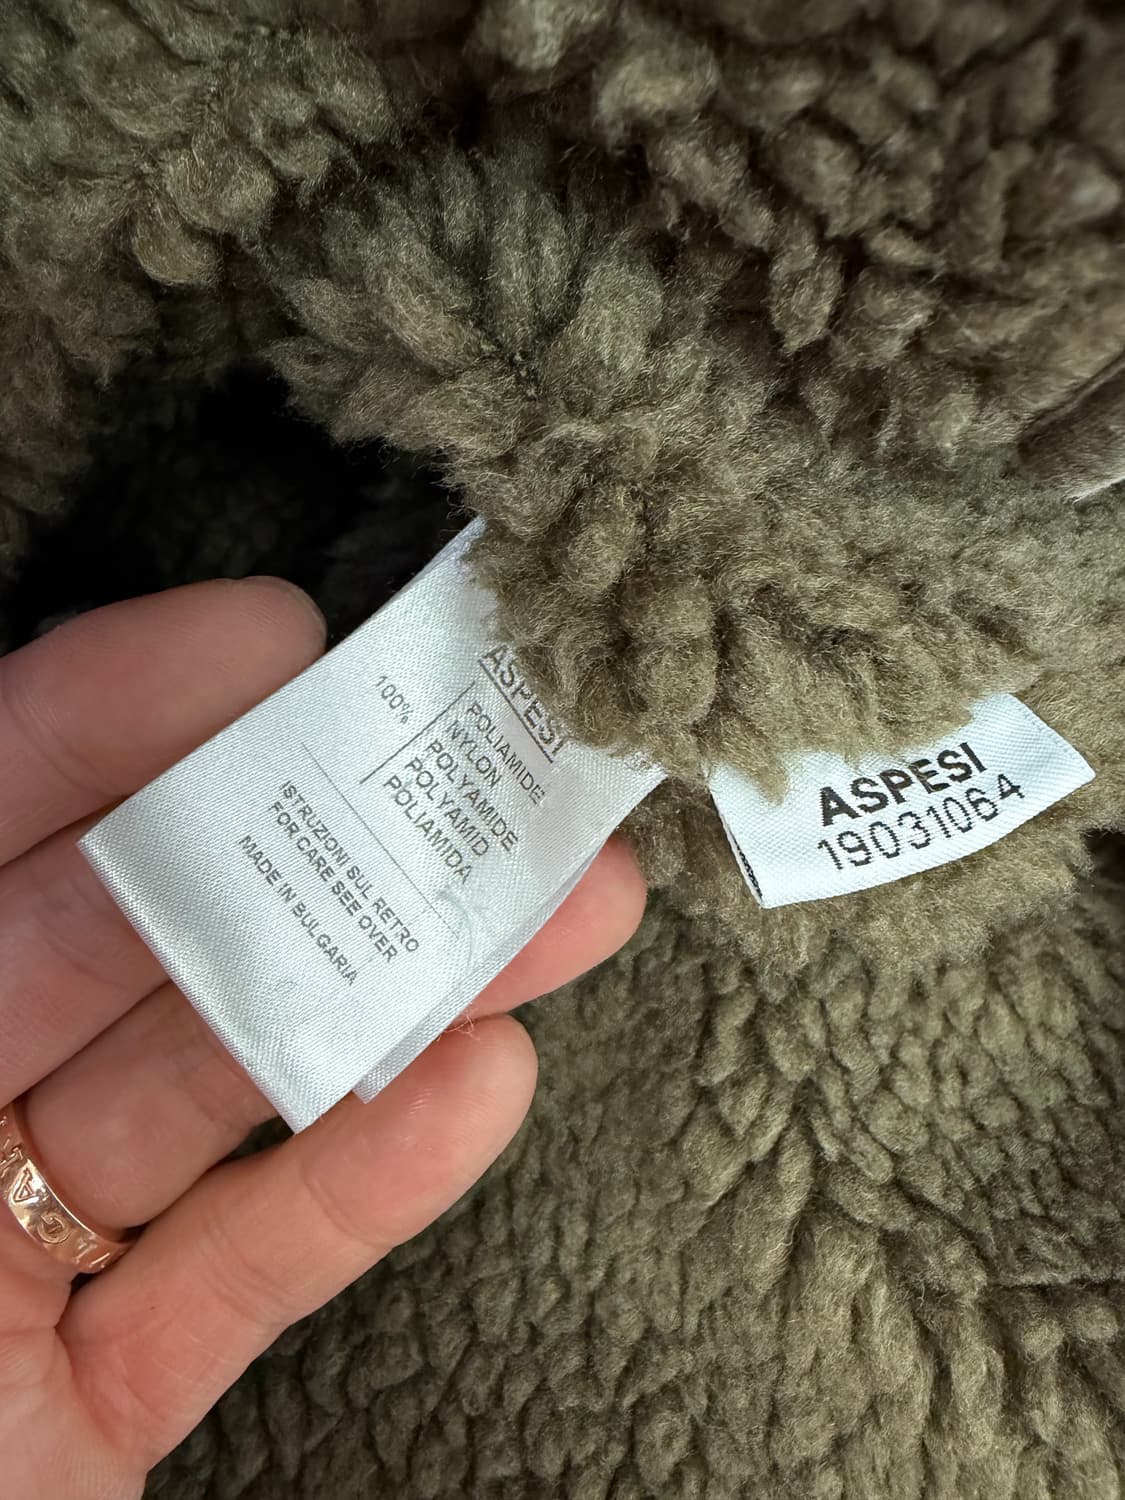 ASPESI
100%
POLIAMIDE
NYLON
POLYAMIDE
POLYAMID
POLIAMIDA
ISTRUZIONI SUL RETRO
FOR CARE SEE OVER
MADE IN BULGARIA
ASPESI
19031064